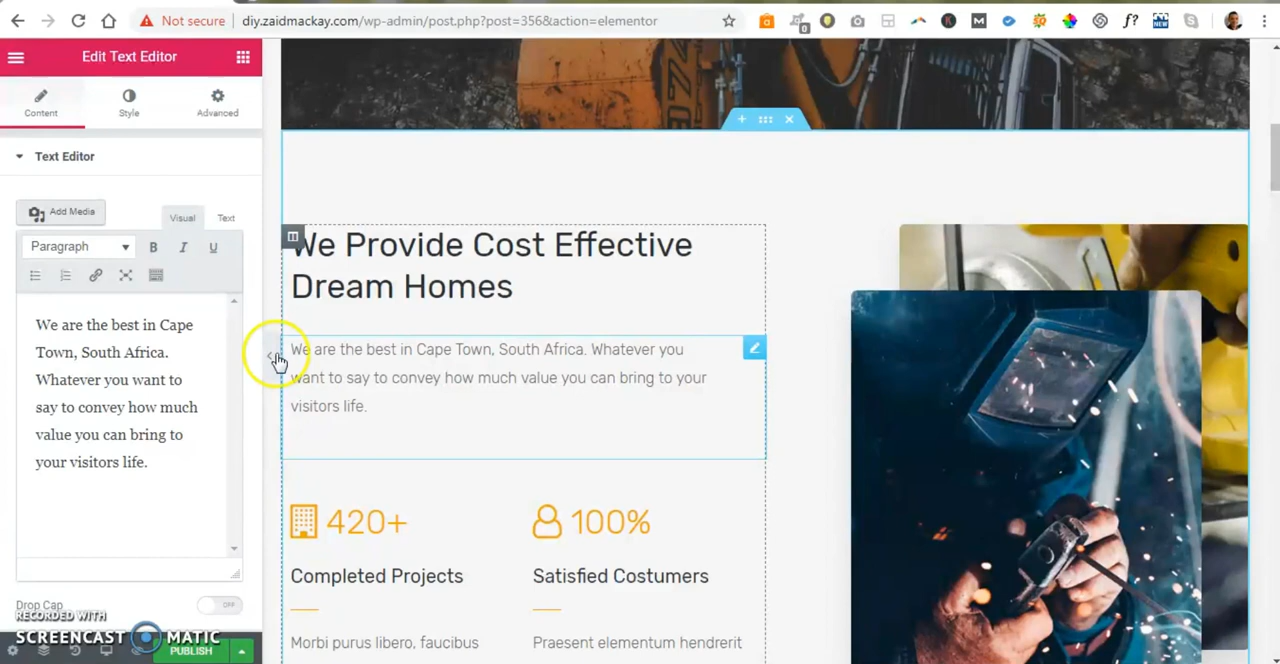 Not secure diy.zaidmackay.com/wp-admin/post.php?post=356&action=elementor
Edit Text Editor
Content
Style
Advanced
Text Editor
Add Media
Visual
Text
Paragraph
B
I
U
We are the best in Cape
Town, South Africa.
Whatever you want to
say to convey how much
value you can bring to
your visitors life.
Drop Cap
OFF
RECORDED WITH
SCREENCAST MATIC
PUBLISH
We Provide Cost Effective
Dream Homes
We are the best in Cape Town, South Africa. Whatever you
want to say to convey how much value you can bring to your
visitors life.
420+
100%
Completed Projects
Satisfied Costumers
Morbi purus libero, faucibus
Praesent elementum hendrerit